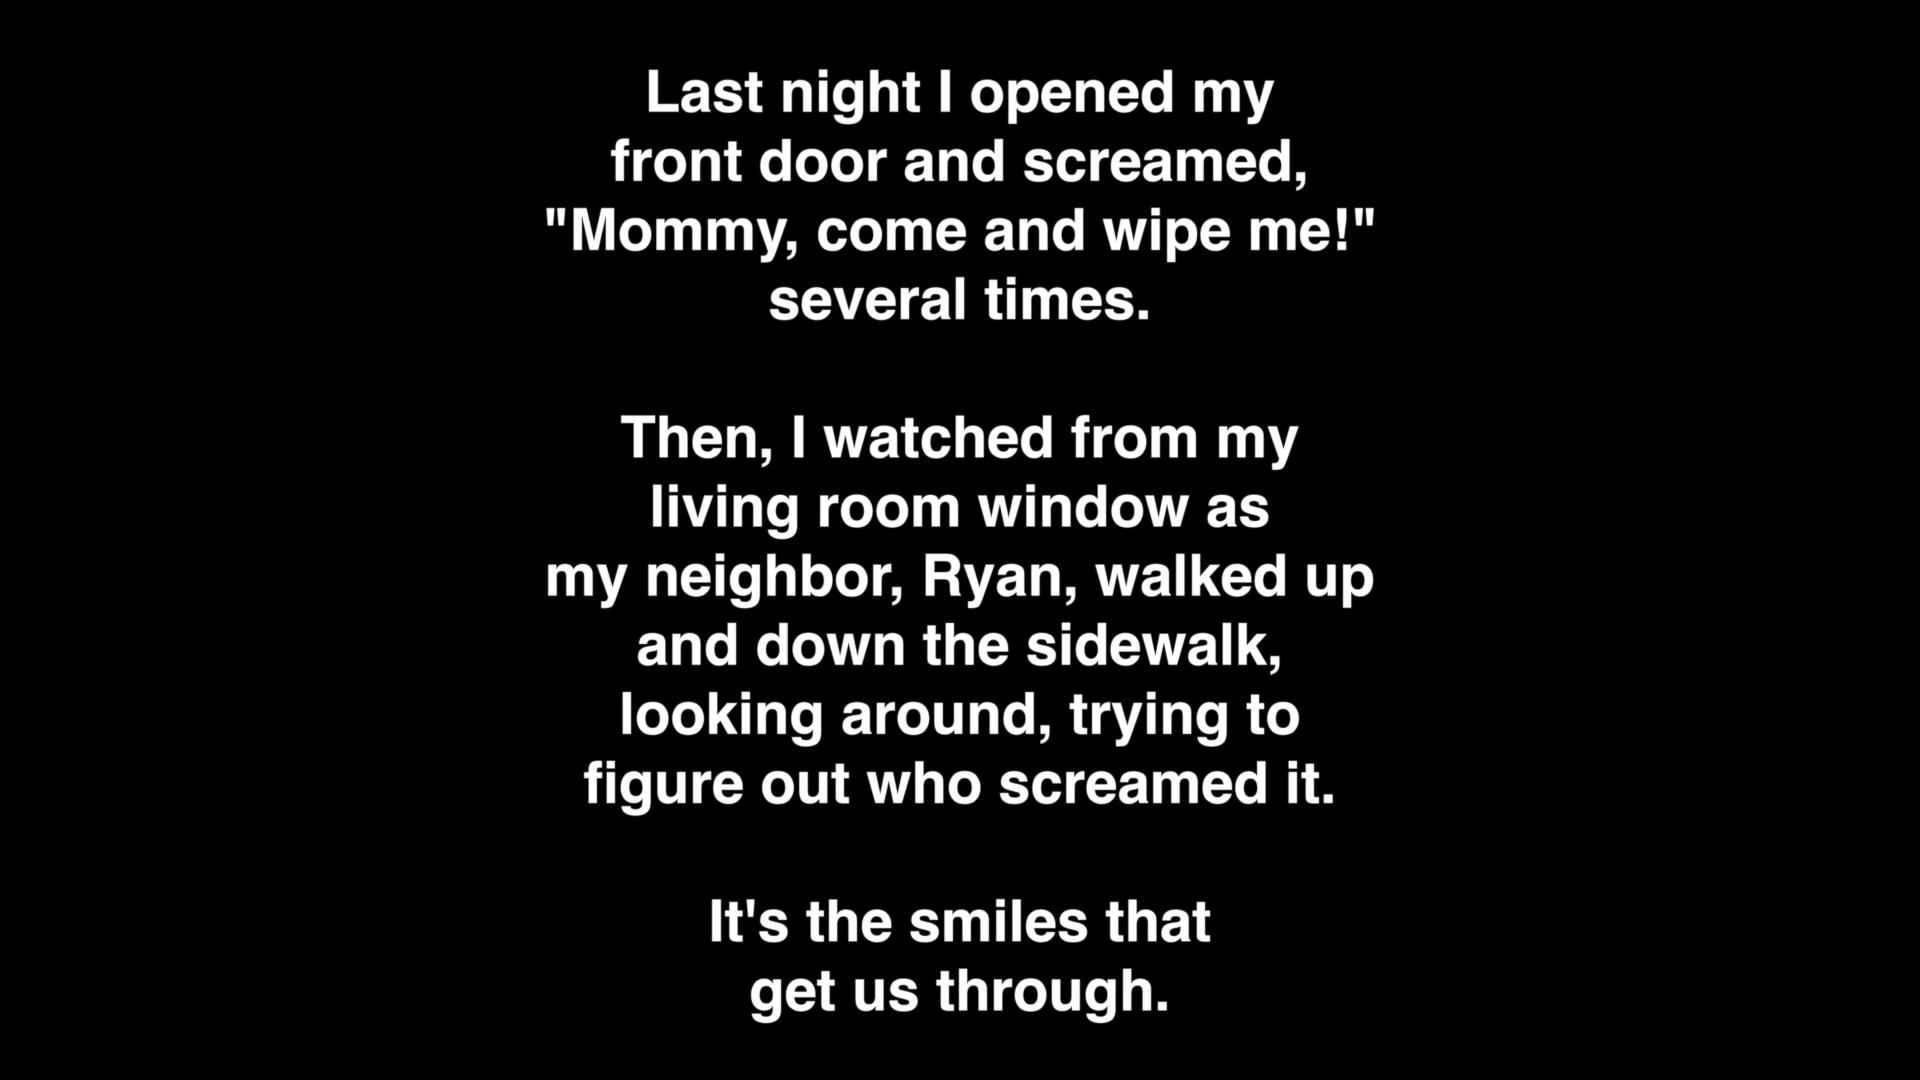 Last night I opened my
front door and screamed,
"Mommy, come and wipe me!"
several times.
Then, I watched from my
living room window as
my neighbor, Ryan, walked up
and down the sidewalk,
looking around, trying to
figure out who screamed it.
It's the smiles that
get us through.